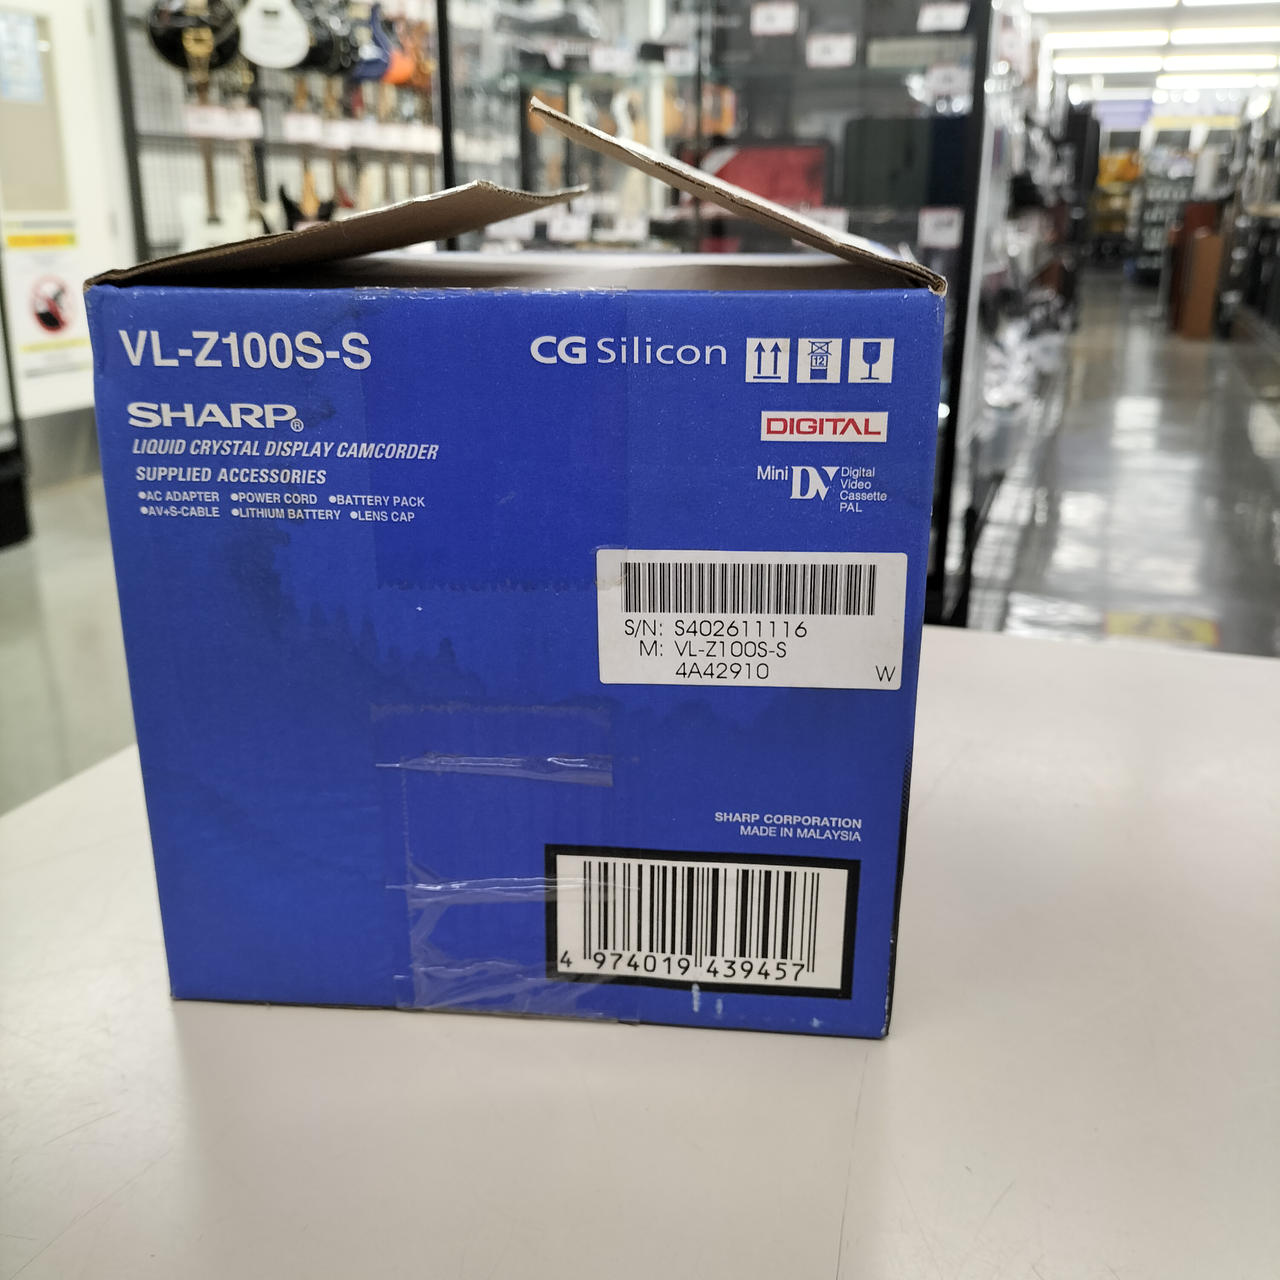 VL-Z100S-S
CG Silicon
12
SHARP®
LIQUID CRYSTAL DISPLAY CAMCORDER
SUPPLIED ACCESSORIES
●AC ADAPTER ●POWER CORD ●BATTERY PACK
●AV+S-CABLE ●LITHIUM BATTERY ●LENS CAP
DIGITAL
Mini DV Digital
Video
Cassette
PAL
S/N: S402611116
M: VL-Z100S-S
4A42910 W
SHARP CORPORATION
MADE IN MALAYSIA
4 974019 439457